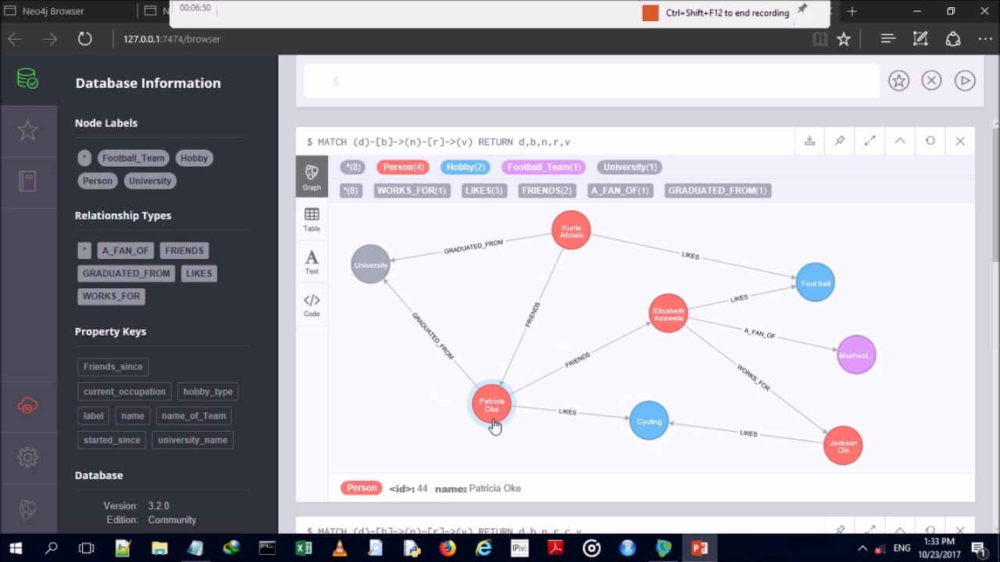 00:06:50
Ctrl+Shift+F12 to end recording
Neo4j Browser
127.0.0.1:7474/browser
Database Information
Node Labels
* Football_Team Hobby
Person University
Relationship Types
* A_FAN_OF FRIENDS
GRADUATED_FROM LIKES
WORKS_FOR
Property Keys
Friends_since
current_occupation hobby_type
label name name_of_Team
started_since university_name
Database
Version: 3.2.0
Edition: Community
$
$ MATCH (d)-[b]->(n)-[r]->(v) RETURN d,b,n,r,v
Graph
Table
Text
Code
*(8) Person(4) Hobby(2) Football_Team(1) University(1)
*(8) WORKS_FOR(1) LIKES(3) FRIENDS(2) A_FAN_OF(1) GRADUATED_FROM(1)
Kunle
Afolabi
GRADUATED_FROM
LIKES
University
Foot ball
LIKES
FRIENDS
Elizabeth
Adewale
GRADUATED_FROM
A_FAN_OF
Machest..
FRIENDS
WORKS_FOR
Patricia
Oke
LIKES
Cycling
LIKES
Jackson
Obi
Person <id>: 44 name: Patricia Oke
$ MATCH (d)-[b]->(n)-[r]->(v) RETURN d,b,n,r,c,v
IP[y]:
ENG
1:33 PM
10/23/2017